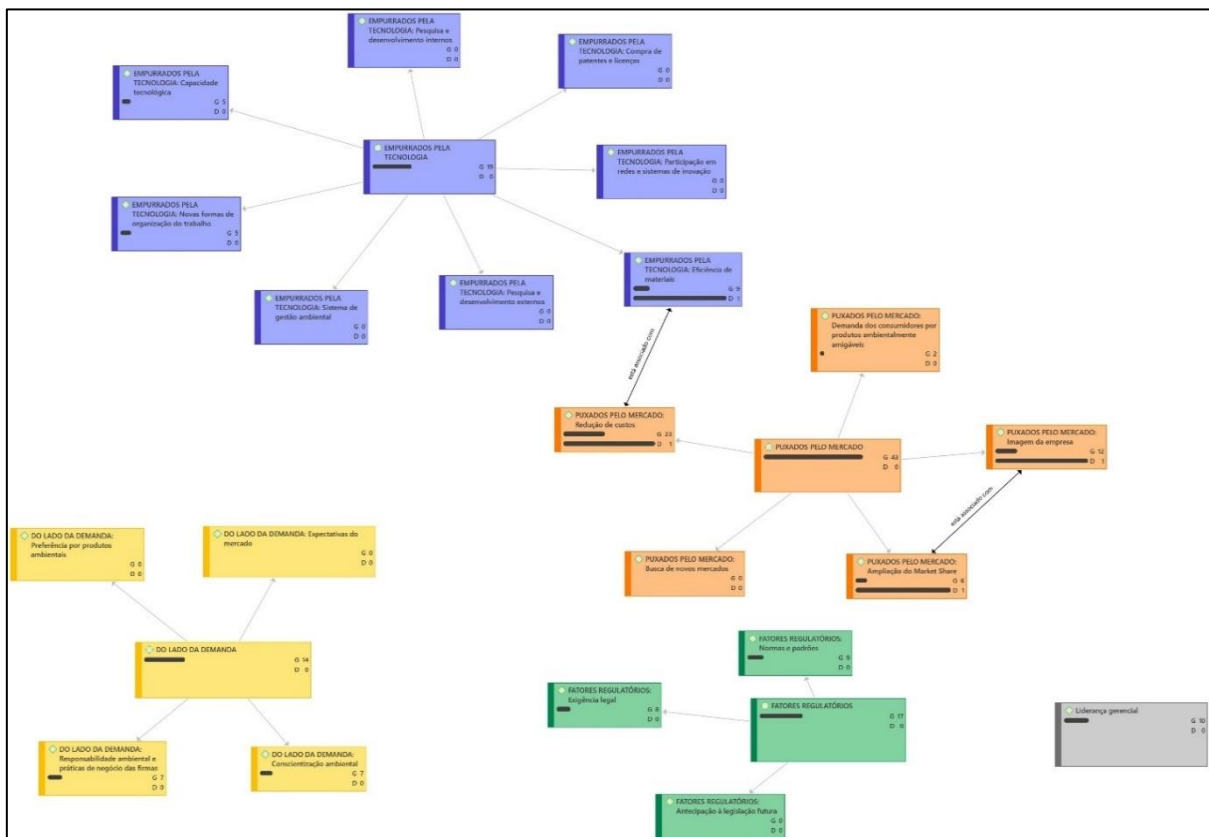 EMPURRADOS PELA
TECNOLOGIA: Pesquisa e
desenvolvimento internos
G 0
D 0
EMPURRADOS PELA
TECNOLOGIA: Compra de
patentes e licenças
G 0
D 0
EMPURRADOS PELA
TECNOLOGIA: Capacidade
tecnológica
G 5
D 0
EMPURRADOS PELA
TECNOLOGIA
G 19
D 0
EMPURRADOS PELA
TECNOLOGIA: Participação em
redes e sistemas de inovação
G 0
D 0
EMPURRADOS PELA
TECNOLOGIA: Novas formas de
organização do trabalho
G 5
D 0
EMPURRADOS PELA
TECNOLOGIA: Eficiência de
materiais
G 9
D 1
EMPURRADOS PELA
TECNOLOGIA: Sistema de
gestão ambiental
G 0
D 0
EMPURRADOS PELA
TECNOLOGIA: Pesquisa e
desenvolvimento externos
G 0
D 0
está associado com
PUXADOS PELO MERCADO:
Demanda dos consumidores por
produtos ambientalmente
amigáveis
G 2
D 0
PUXADOS PELO MERCADO:
Redução de custos
G 23
D 1
PUXADOS PELO MERCADO
G 43
D 0
PUXADOS PELO MERCADO:
Imagem da empresa
G 12
D 1
está associado com
PUXADOS PELO MERCADO:
Busca de novos mercados
G 0
D 0
PUXADOS PELO MERCADO:
Ampliação do Market Share
G 6
D 1
DO LADO DA DEMANDA:
Preferência por produtos
ambientais
G 0
D 0
DO LADO DA DEMANDA: Expectativas do
mercado
G 0
D 0
DO LADO DA DEMANDA
G 14
D 0
DO LADO DA DEMANDA:
Responsabilidade ambiental e
práticas de negócio das firmas
G 7
D 0
DO LADO DA DEMANDA:
Conscientização ambiental
G 7
D 0
FATORES REGULATÓRIOS:
Normas e padrões
G 9
D 0
FATORES REGULATÓRIOS:
Exigência legal
G 8
D 0
FATORES REGULATÓRIOS
G 17
D 0
FATORES REGULATÓRIOS:
Antecipação à legislação futura
G 0
D 0
Liderança gerencial
G 10
D 0